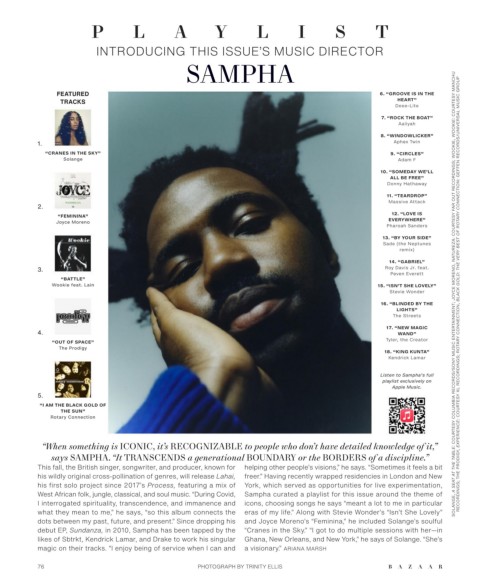 PLAYLIST
INTRODUCING THIS ISSUE'S MUSIC DIRECTOR
SAMPHA
FEATURED
TRACKS
1.
"CRANES IN THE SKY"
Solange
2.
"FEMININA"
Joyce Moreno
3.
"BATTLE"
Wookie feat. Lain
4.
"OUT OF SPACE"
The Prodigy
5.
"I AM THE BLACK GOLD OF
THE SUN"
Rotary Connection
6. "GROOVE IS IN THE
HEART"
Deee-Lite
7. "ROCK THE BOAT"
Aaliyah
8. "WINDOWLICKER"
Aphex Twin
9. "CIRCLES"
Adam F
10. "SOMEDAY WE'LL
ALL BE FREE"
Donny Hathaway
11. "TEARDROP"
Massive Attack
12. "LOVE IS
EVERYWHERE"
Pharoah Sanders
13. "BY YOUR SIDE"
Sade (the Neptunes
remix)
14. "GABRIEL"
Roy Davis Jr. feat.
Peven Everett
15. "ISN'T SHE LOVELY"
Stevie Wonder
16. "BLINDED BY THE
LIGHTS"
The Streets
17. "NEW MAGIC
WAND"
Tyler, the Creator
18. "KING KUNTA"
Kendrick Lamar
Listen to Sampha's full
playlist exclusively on
Apple Music.
"When something is ICONIC, it's RECOGNIZABLE to people who don't have detailed knowledge of it,"
says SAMPHA. "It TRANSCENDS a generational BOUNDARY or the BORDERS of a discipline."
This fall, the British singer, songwriter, and producer, known for
his wildly original cross-pollination of genres, will release Lahai,
his first solo project since 2017's Process, featuring a mix of
West African folk, jungle, classical, and soul music. "During Covid,
I interrogated spirituality, transcendence, and immanence and
what they mean to me," he says, "so this album connects the
dots between my past, future, and present." Since dropping his
debut EP, Sundanza, in 2010, Sampha has been tapped by the
likes of Sbtrkt, Kendrick Lamar, and Drake to work his singular
magic on their tracks. "I enjoy being of service when I can and
helping other people's visions," he says. "Sometimes it feels a bit
freer." Having recently wrapped residencies in London and New
York, which served as opportunities for live experimentation,
Sampha curated a playlist for this issue around the theme of
icons, choosing songs he says "meant a lot to me in particular
eras of my life." Along with Stevie Wonder's "Isn't She Lovely"
and Joyce Moreno's "Feminina", he included Solange's soulful
"Cranes in the Sky." "I got to do multiple sessions with her—in
Ghana, New Orleans, and New York," he says of Solange. "She's
a visionary." ARIANA MARSH
76
PHOTOGRAPH BY TRINITY ELLIS
BAZAAR